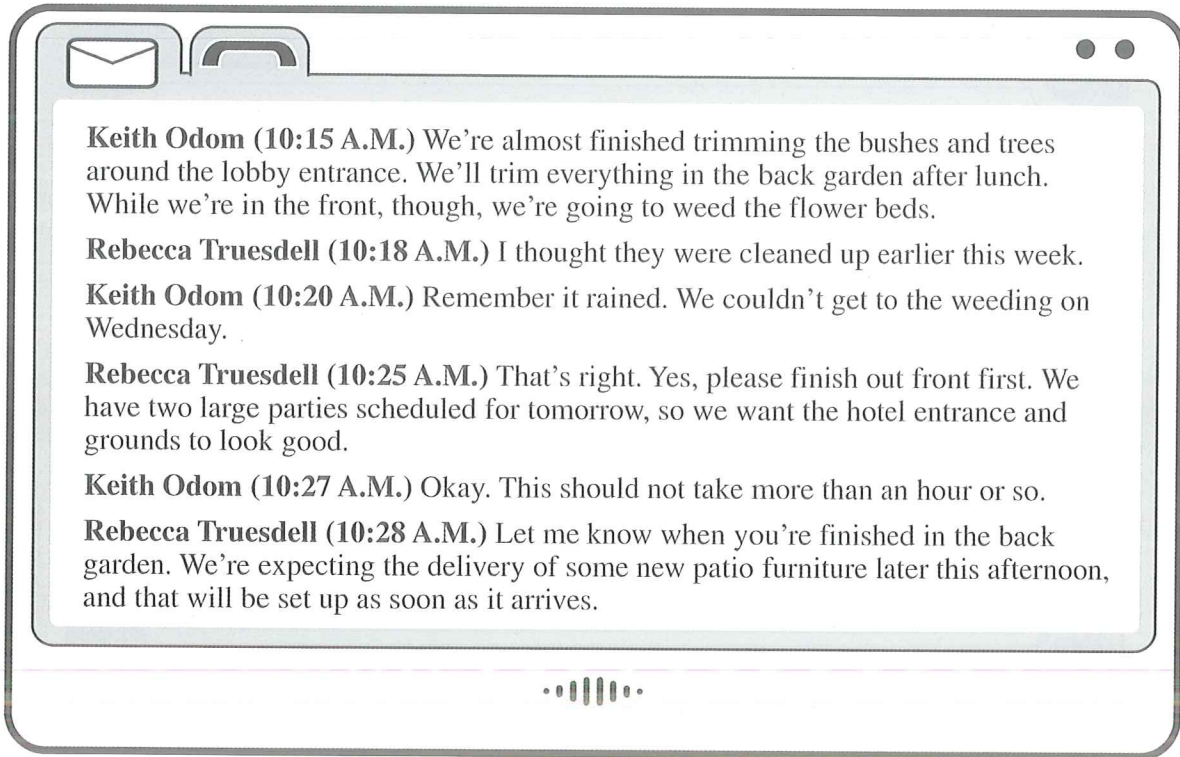 Keith Odom (10:15 A.M.) We're almost finished trimming the bushes and trees
around the lobby entrance. We'll trim everything in the back garden after lunch.
While we're in the front, though, we're going to weed the flower beds.
Rebecca Truesdell (10:18 A.M.) I thought they were cleaned up earlier this week.
Keith Odom (10:20 A.M.) Remember it rained. We couldn't get to the weeding on
Wednesday.
Rebecca Truesdell (10:25 A.M.) That's right. Yes, please finish out front first. We
have two large parties scheduled for tomorrow, so we want the hotel entrance and
grounds to look good.
Keith Odom (10:27 A.M.) Okay. This should not take more than an hour or so.
Rebecca Truesdell (10:28 A.M.) Let me know when you're finished in the back
garden. We're expecting the delivery of some new patio furniture later this afternoon,
and that will be set up as soon as it arrives.